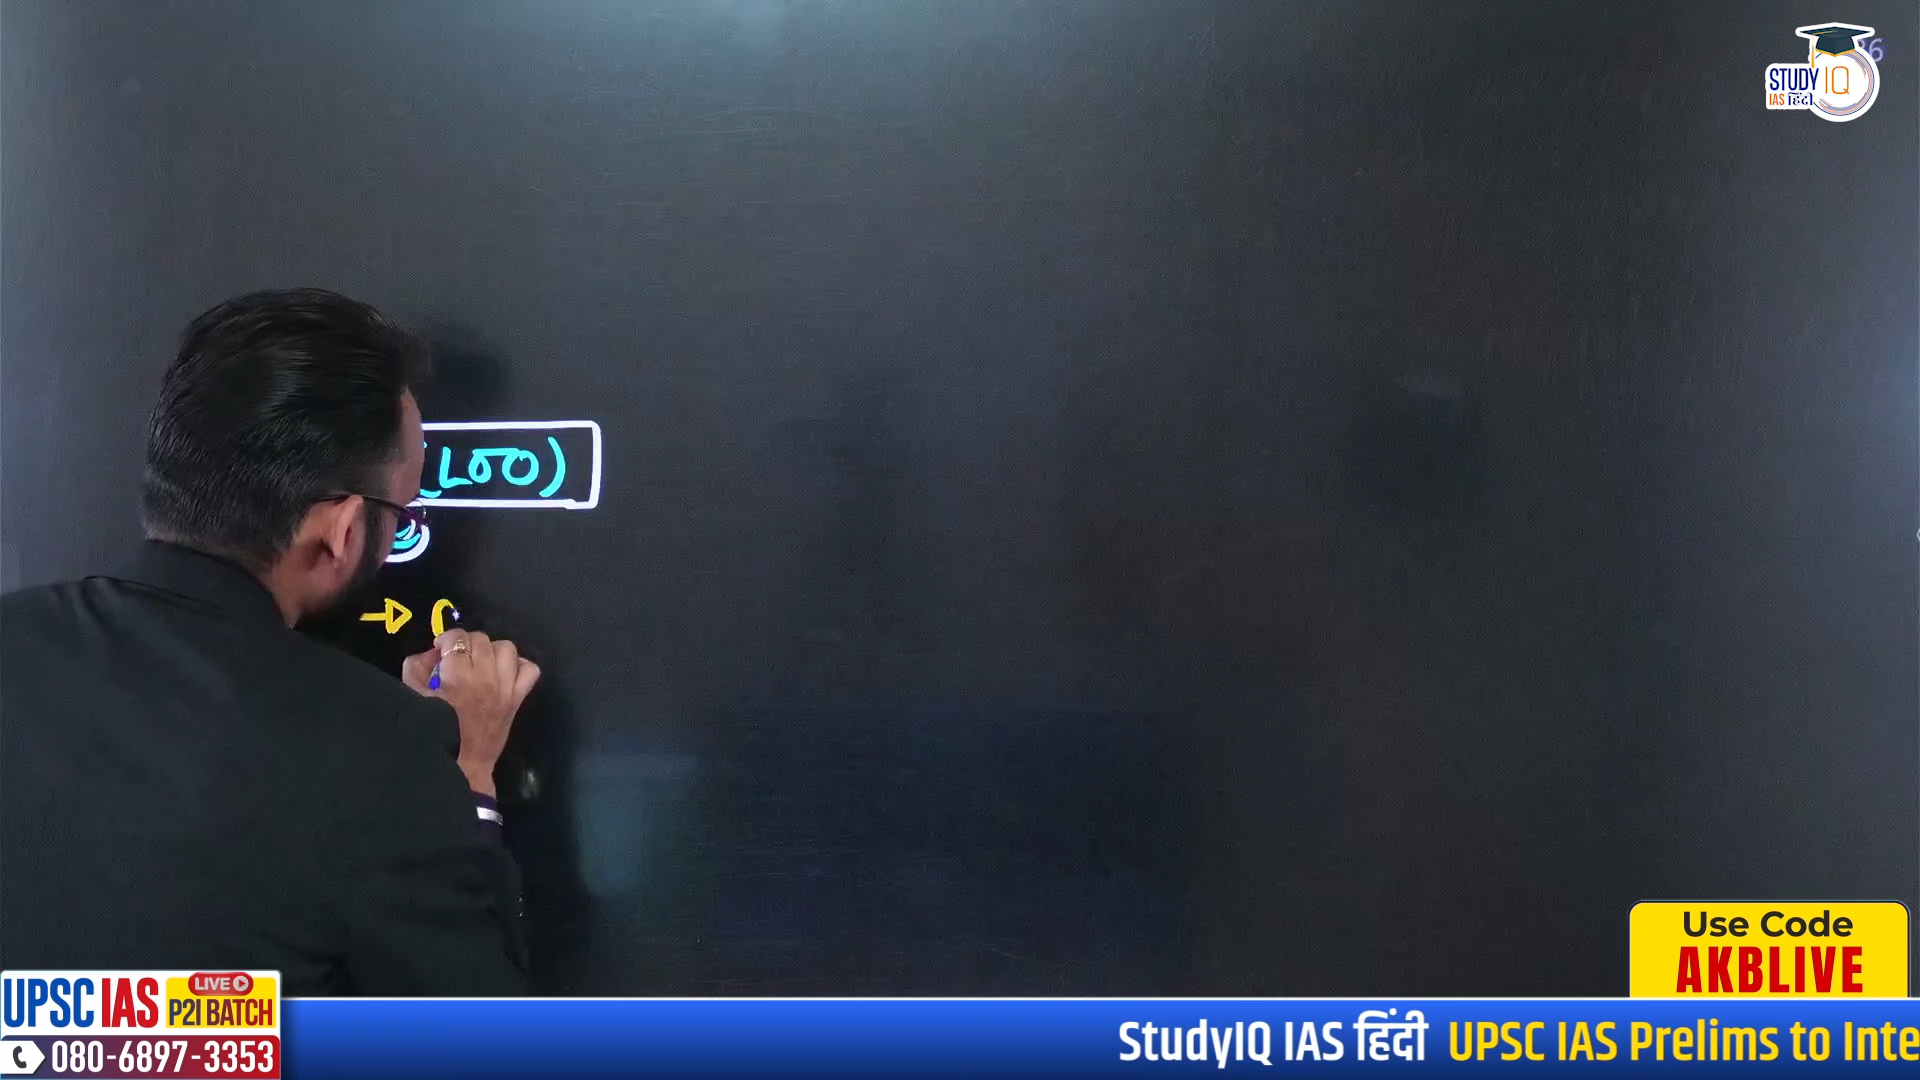 STUDY IQ
IAS हिंदी
(LOO)
Use Code
AKBLIVE
UPSC IAS LIVE
P2I BATCH
080-6897-3353
StudyIQ IAS हिंदी UPSC IAS Prelims to Inte